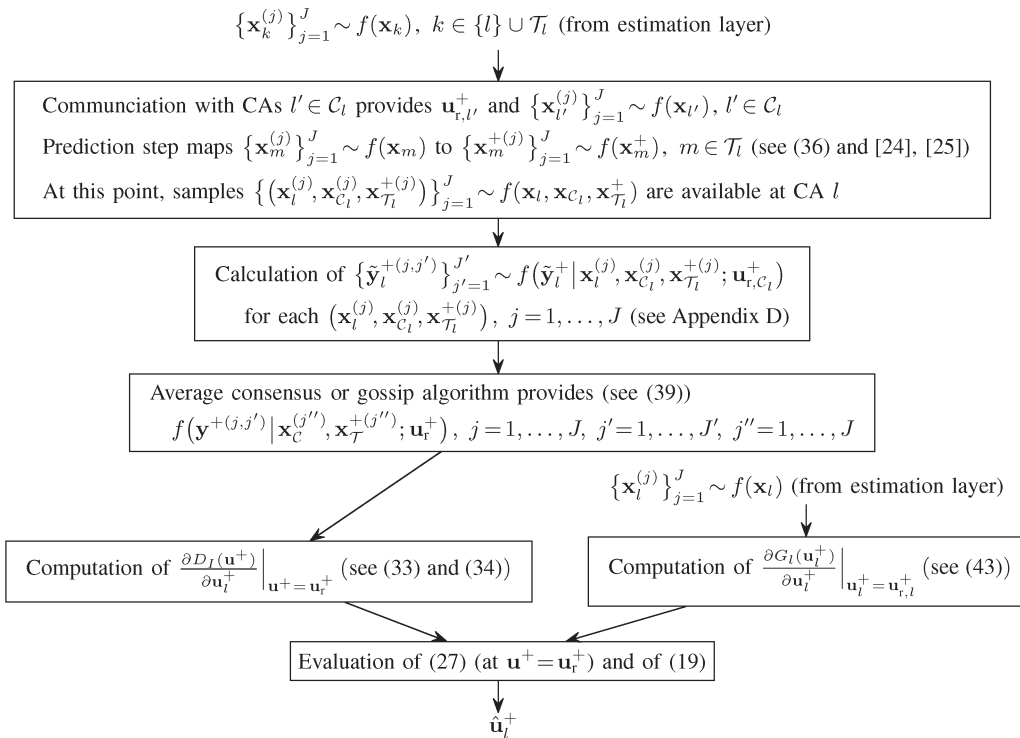 {x_k^{(j)}}_{j=1}^J ∼ f(x_k), k ∈ {l} ∪ 𝒯_l (from estimation layer)
Communciation with CAs l′ ∈ 𝒞_l provides u_{r,l′}^+ and {x_{l′}^{(j)}}_{j=1}^J ∼ f(x_{l′}), l′ ∈ 𝒞_l
Prediction step maps {x_m^{(j)}}_{j=1}^J ∼ f(x_m) to {x_m^{+(j)}}_{j=1}^J ∼ f(x_m^+), m ∈ 𝒯_l (see (36) and [24], [25])
At this point, samples {(x_l^{(j)}, x_{𝒞_l}^{(j)}, x_{𝒯_l}^{+(j)})}_{j=1}^J ∼ f(x_l, x_{𝒞_l}, x_{𝒯_l}^+) are available at CA l
Calculation of {ỹ_l^{+(j,j′)}}_{j′=1}^{J′} ∼ f(ỹ_l^+ | x_l^{(j)}, x_{𝒞_l}^{(j)}, x_{𝒯_l}^{+(j)}; u_{r,𝒞_l}^+)
for each (x_l^{(j)}, x_{𝒞_l}^{(j)}, x_{𝒯_l}^{+(j)}), j = 1, . . . , J (see Appendix D)
Average consensus or gossip algorithm provides (see (39))
f(y^{+(j,j′)} | x_𝒞^{(j″)}, x_𝒯^{+(j″)}; u_r^+), j = 1, . . . , J, j′ = 1, . . . , J′, j″ = 1, . . . , J
{x_l^{(j)}}_{j=1}^J ∼ f(x_l) (from estimation layer)
Computation of ∂D_I(u^+)/∂u_l^+ |_{u^+ = u_r^+} (see (33) and (34))
Computation of ∂G_l(u_l^+)/∂u_l^+ |_{u_l^+ = u_{r,l}^+} (see (43))
Evaluation of (27) (at u^+ = u_r^+) and of (19)
û_l^+